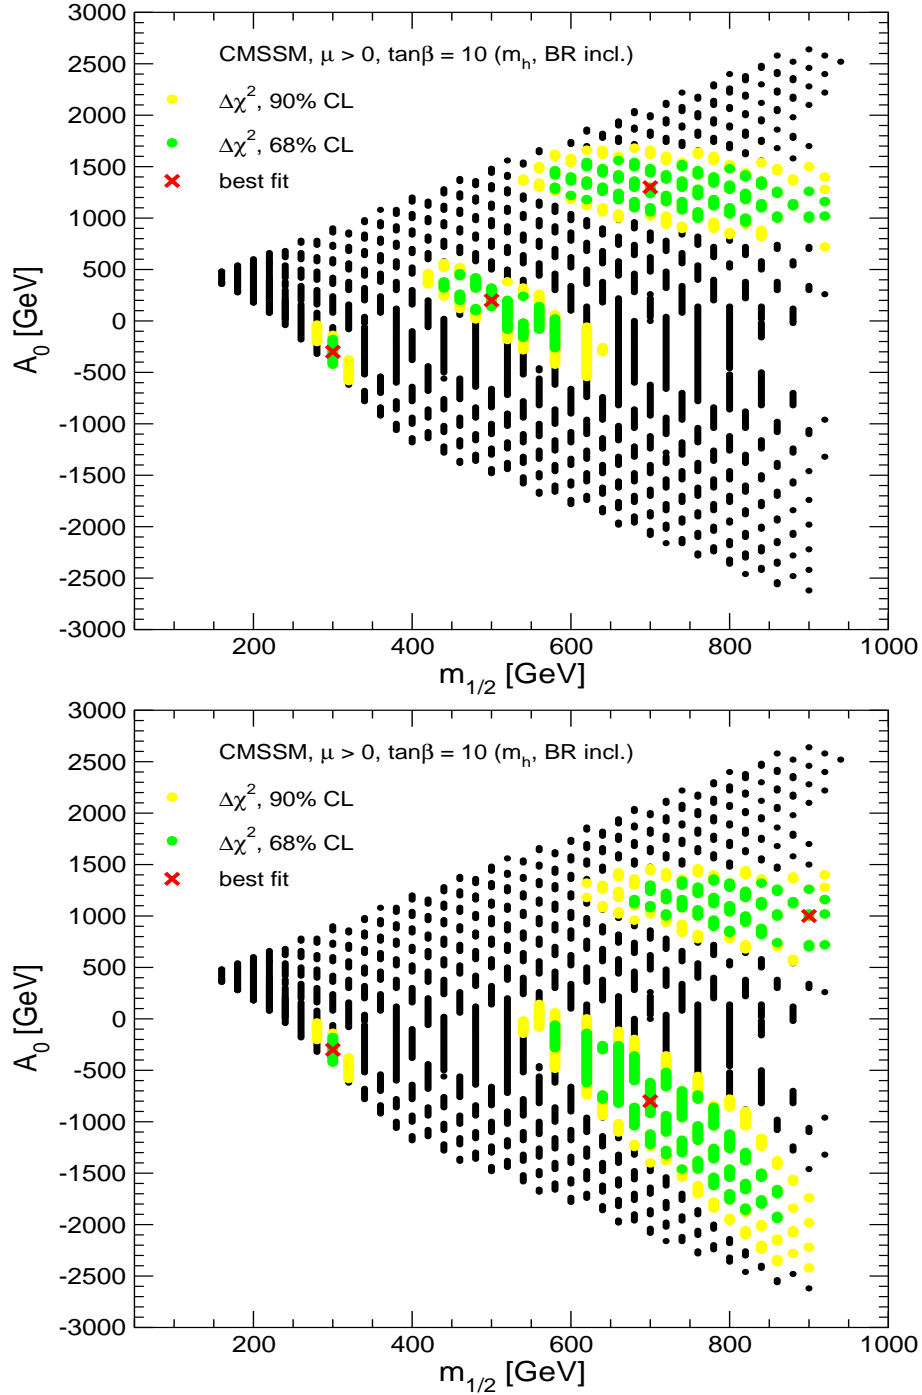 3000
2500
2000
1500
1000
500
0
-500
-1000
-1500
-2000
-2500
-3000
A₀ [GeV]
CMSSM, μ > 0, tanβ = 10 (mₕ, BR incl.)
Δχ², 90% CL
Δχ², 68% CL
best fit
200 400 600 800 1000
m₁/₂ [GeV]
3000
2500
2000
1500
1000
500
0
-500
-1000
-1500
-2000
-2500
-3000
A₀ [GeV]
CMSSM, μ > 0, tanβ = 10 (mₕ, BR incl.)
Δχ², 90% CL
Δχ², 68% CL
best fit
200 400 600 800 1000
m₁/₂ [GeV]